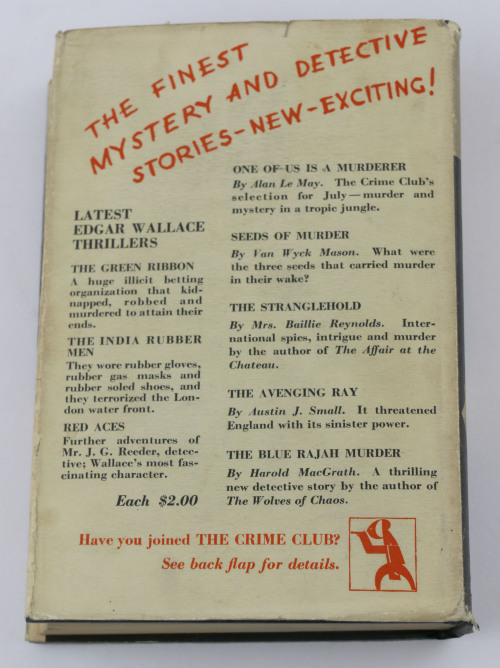 THE FINEST
MYSTERY AND DETECTIVE
STORIES-NEW-EXCITING!
LATEST
EDGAR WALLACE
THRILLERS
THE GREEN RIBBON
A huge illicit betting
organization that kid-
napped, robbed and
murdered to attain their
ends.
THE INDIA RUBBER
MEN
They wore rubber gloves,
rubber gas masks and
rubber soled shoes, and
they terrorized the Lon-
don water front.
RED ACES
Further adventures of
Mr. J. G. Reeder, detec-
tive; Wallace's most fas-
cinating character.
Each $2.00
ONE OF US IS A MURDERER
By Alan Le May. The Crime Club's
selection for July—murder and
mystery in a tropic jungle.
SEEDS OF MURDER
By Van Wyck Mason. What were
the three seeds that carried murder
in their wake?
THE STRANGLEHOLD
By Mrs. Baillie Reynolds. Inter-
national spies, intrigue and murder
by the author of The Affair at the
Chateau.
THE AVENGING RAY
By Austin J. Small. It threatened
England with its sinister power.
THE BLUE RAJAH MURDER
By Harold MacGrath. A thrilling
new detective story by the author of
The Wolves of Chaos.
Have you joined THE CRIME CLUB?
See back flap for details.